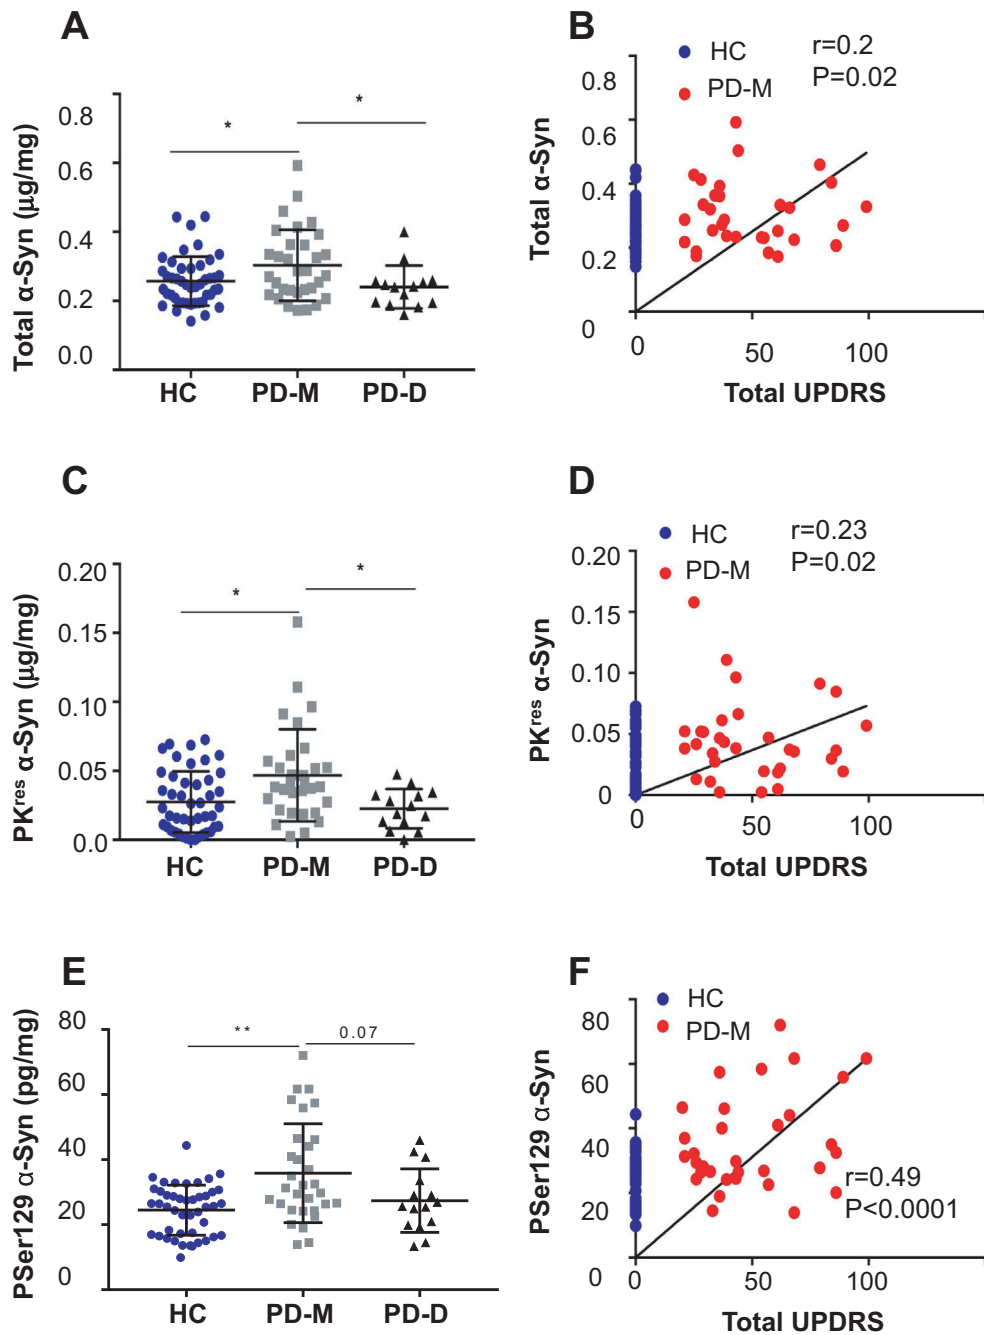 A
Total α-Syn (µg/mg)
0.8
0.6
0.4
0.2
0.0
*
*
HC
PD-M
PD-D
B
HC
PD-M
r=0.2
P=0.02
Total α-Syn
0.8
0.6
0.4
0.2
0
0
50
100
Total UPDRS
C
PKres α-Syn (µg/mg)
0.20
0.15
0.10
0.05
0.0
*
*
HC
PD-M
PD-D
D
HC
PD-M
r=0.23
P=0.02
PKres α-Syn
0.20
0.15
0.10
0.05
0
0
50
100
Total UPDRS
E
PSer129 α-Syn (pg/mg)
80
60
40
20
0
**
0.07
HC
PD-M
PD-D
F
HC
PD-M
PSer129 α-Syn
80
60
40
20
0
r=0.49
P<0.0001
0
50
100
Total UPDRS